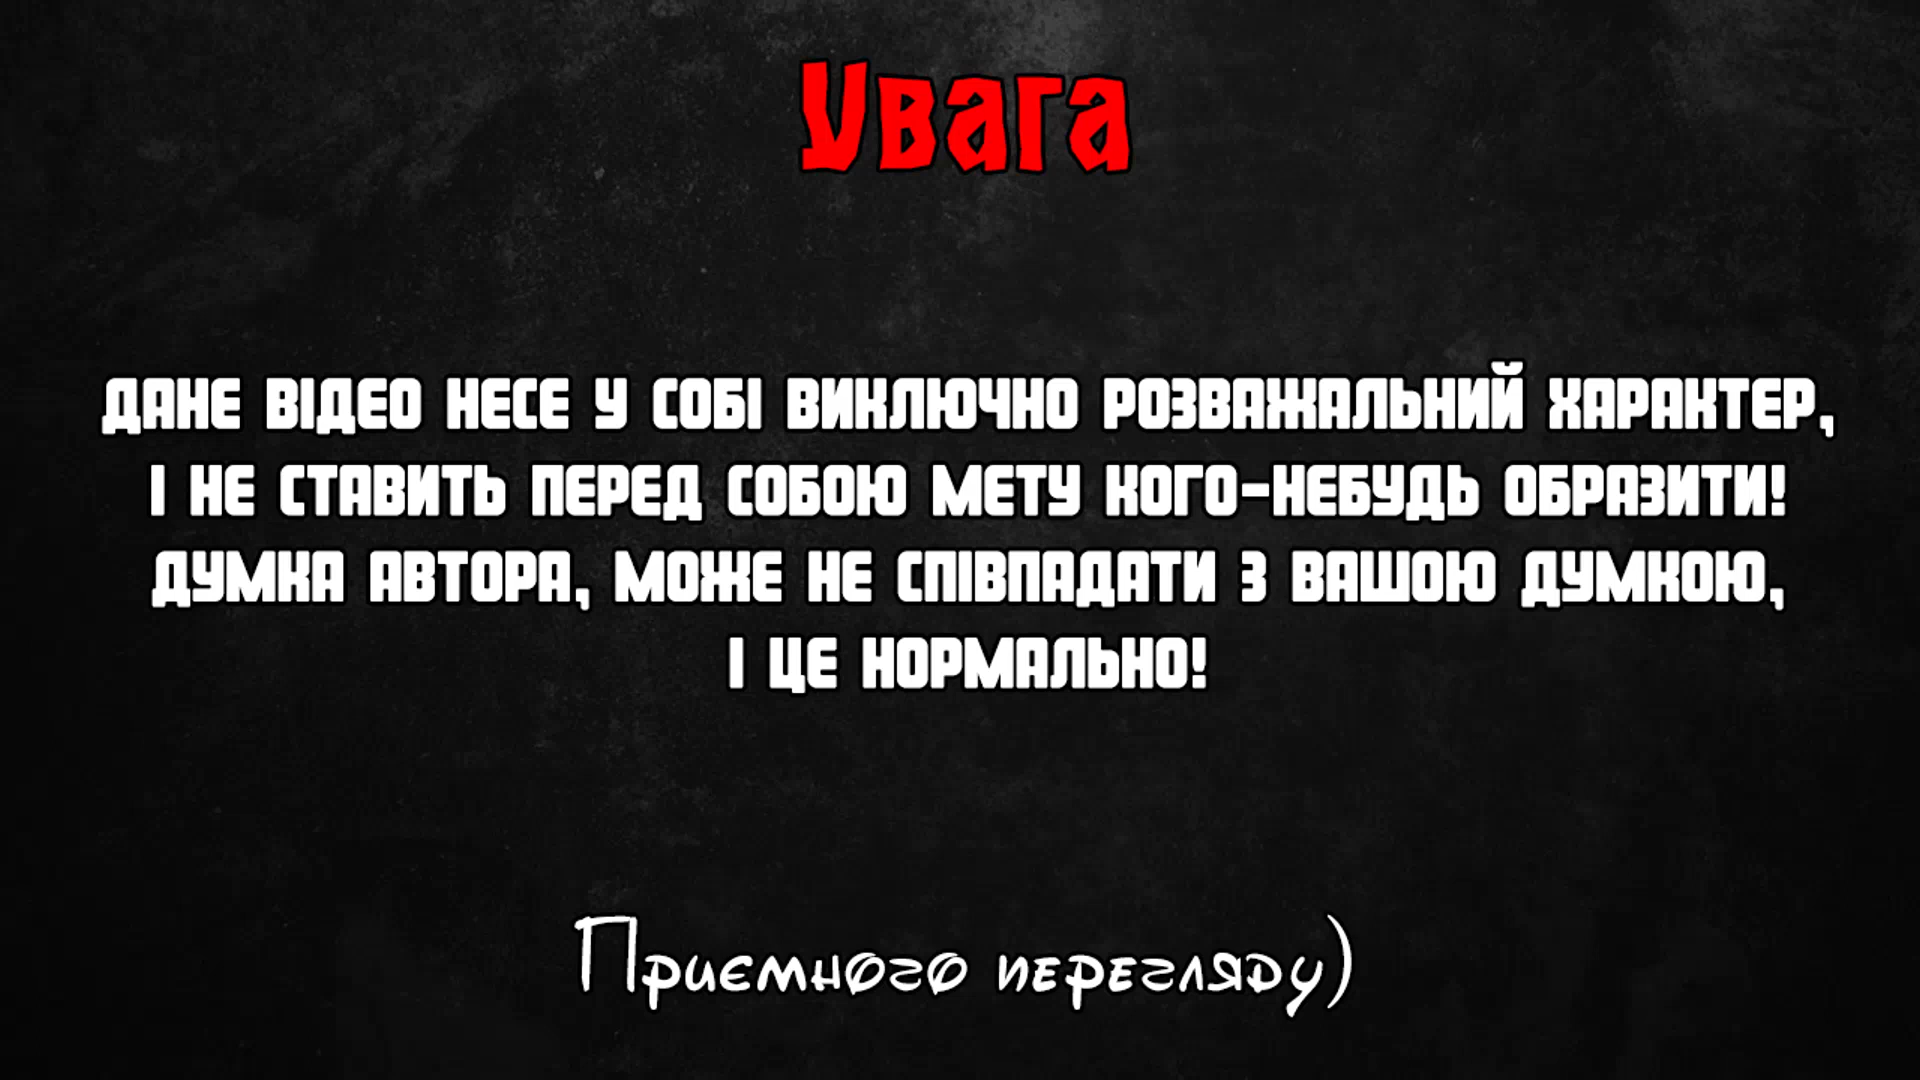 Увага
ДАНЕ ВІДЕО НЕСЕ У СОБІ ВИКЛЮЧНО РОЗВАЖАЛЬНИЙ ХАРАКТЕР,
І НЕ СТАВИТЬ ПЕРЕД СОБОЮ МЕТУ КОГО-НЕБУДЬ ОБРАЗИТИ!
ДУМКА АВТОРА, МОЖЕ НЕ СПІВПАДАТИ З ВАШОЮ ДУМКОЮ,
І ЦЕ НОРМАЛЬНО!
Приємного перегляду)